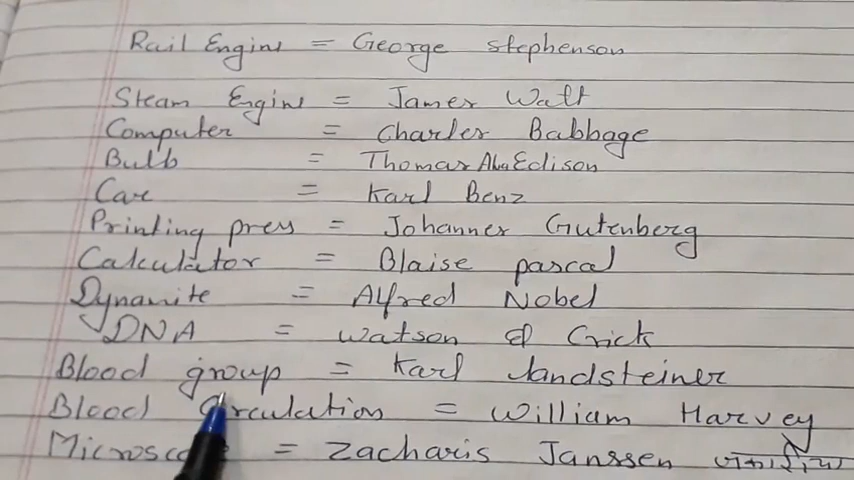 Rail Engine = George Stephenson
Steam Engine = James Watt
Computer = Charles Babbage
Bulb = Thomas Alva Edison
Car = Karl Benz
Printing press = Johannes Gutenberg
Calculator = Blaise pascal
Dynamite = Alfred Nobel
DNA = Watson & Crick
Blood group = Karl landsteiner
Blood Circulation = William Harvey
= Zacharis Janssen